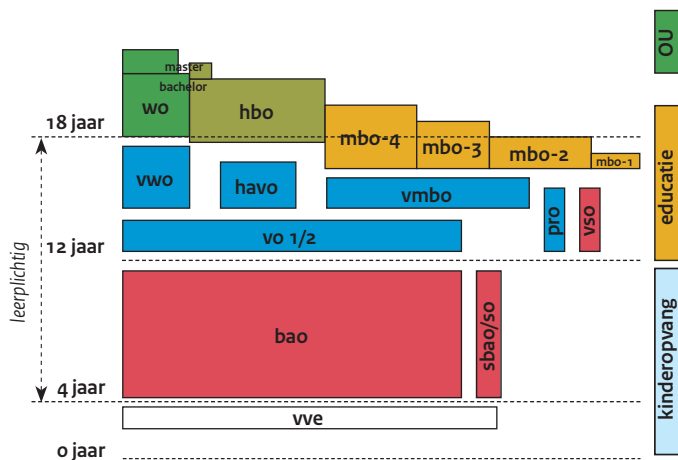 OU
master
bachelor
wo
hbo
18 jaar
mbo-4
mbo-3
mbo-2
mbo-1
vwo
havo
vmbo
educatie
pro
vso
leerplichtig
12 jaar
vo 1/2
bao
sbao/so
kinderopvang
4 jaar
vve
0 jaar